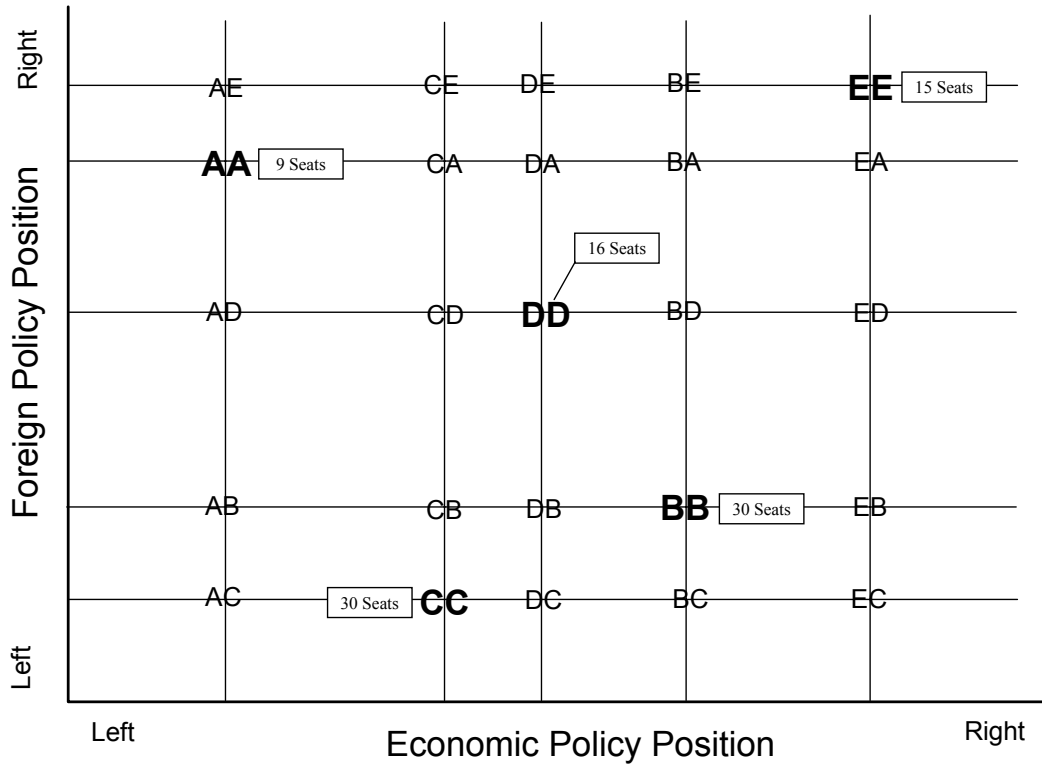 Right
AE CE DE BE EE 15 Seats
AA 9 Seats CA DA BA EA
16 Seats
AD CD DD BD ED
AB CB DB BB 30 Seats EB
AC 30 Seats CC DC BC EC
Foreign Policy Position
Left
Left Right
Economic Policy Position